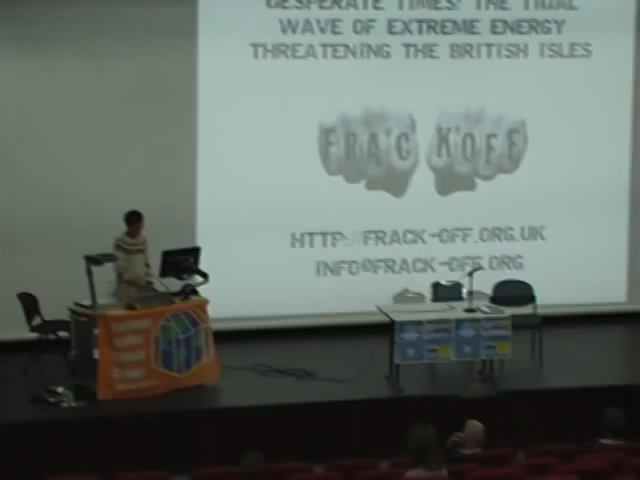 DESPERATE TIMES: THE TIDAL
WAVE OF EXTREME ENERGY
THREATENING THE BRITISH ISLES
FRAC K'OFF
HTTP://FRACK-OFF.ORG.UK
INFO@FRACK-OFF.ORG